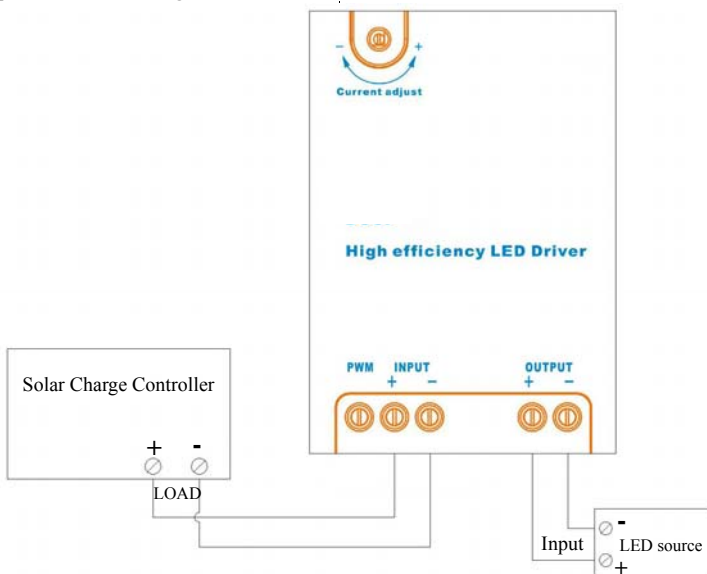 - +
Current adjust
High efficiency LED Driver
PWM INPUT OUTPUT
+ - + -
Solar Charge Controller
+ -
LOAD
Input
-
LED source
+